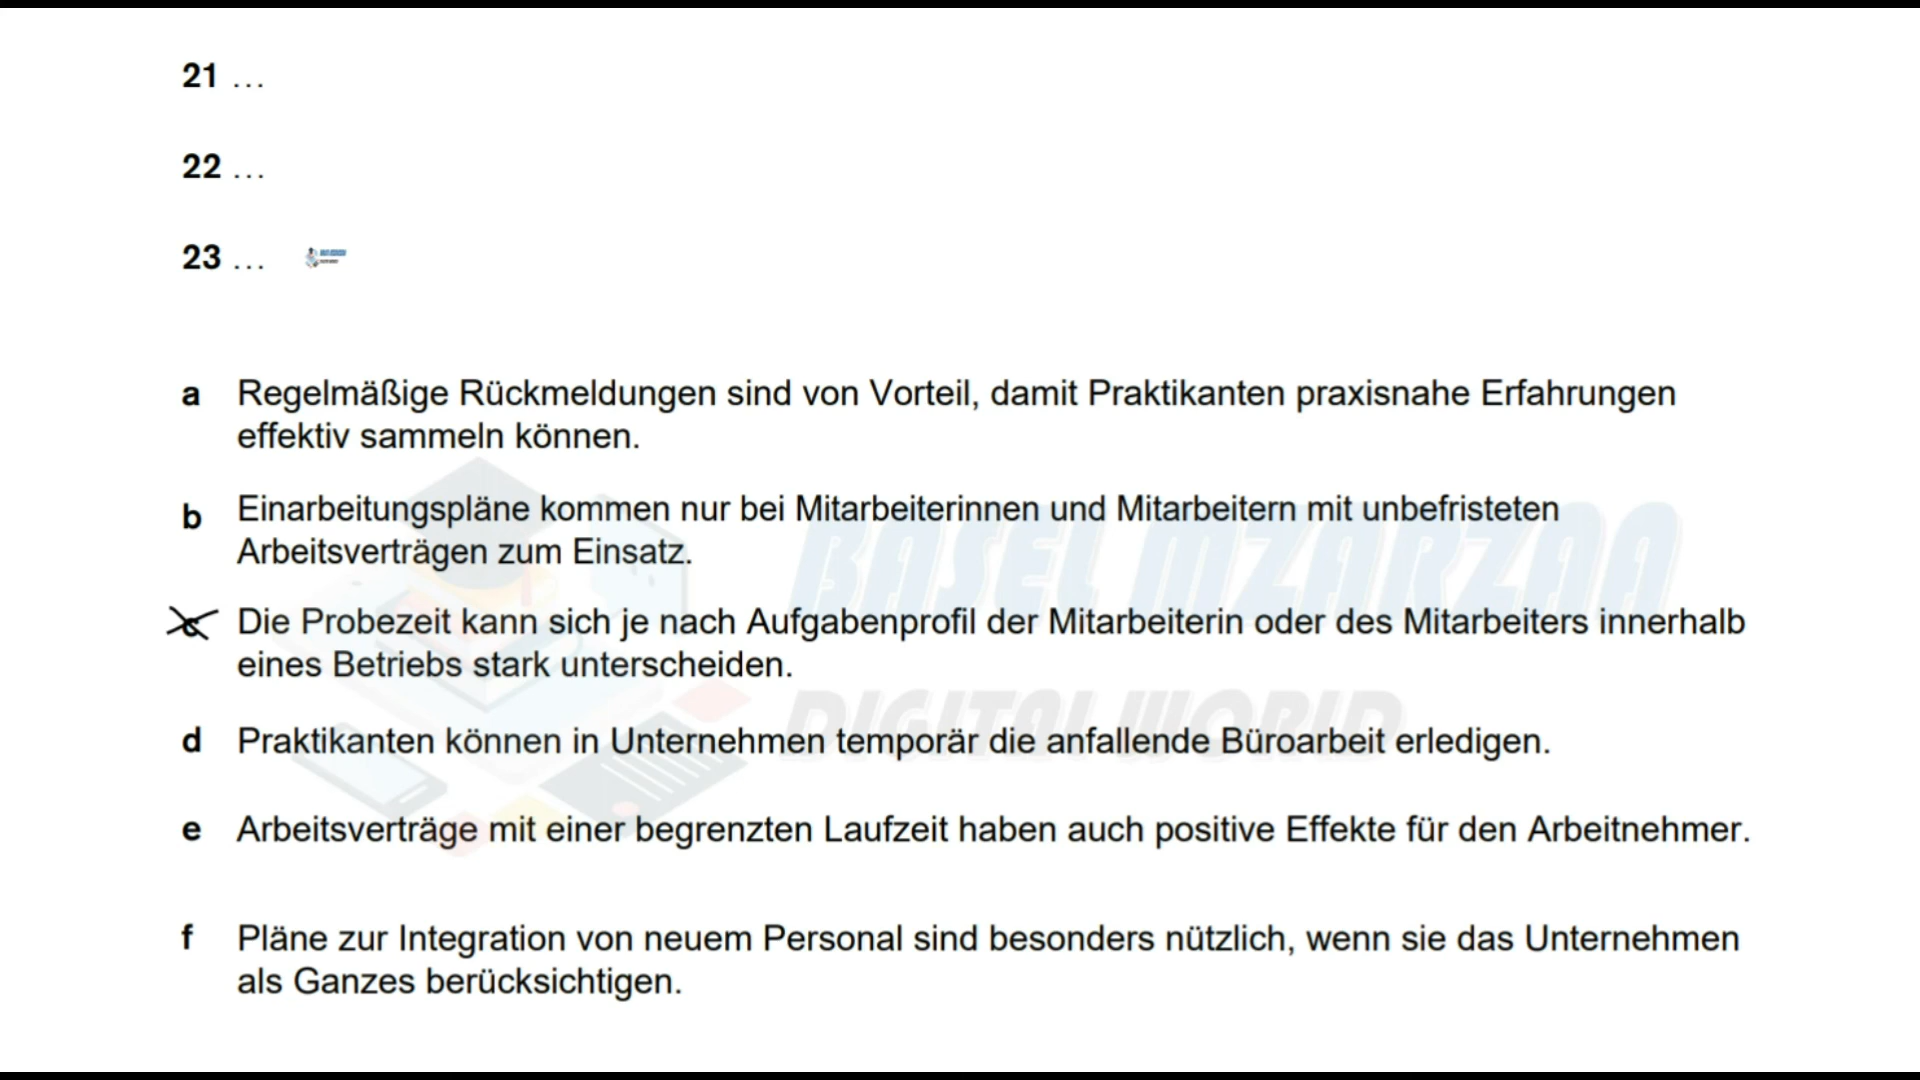 21 ...
22 ...
23 ...
a Regelmäßige Rückmeldungen sind von Vorteil, damit Praktikanten praxisnahe Erfahrungen
effektiv sammeln können.
b Einarbeitungspläne kommen nur bei Mitarbeiterinnen und Mitarbeitern mit unbefristeten
Arbeitsverträgen zum Einsatz.
c Die Probezeit kann sich je nach Aufgabenprofil der Mitarbeiterin oder des Mitarbeiters innerhalb
eines Betriebs stark unterscheiden.
d Praktikanten können in Unternehmen temporär die anfallende Büroarbeit erledigen.
e Arbeitsverträge mit einer begrenzten Laufzeit haben auch positive Effekte für den Arbeitnehmer.
f Pläne zur Integration von neuem Personal sind besonders nützlich, wenn sie das Unternehmen
als Ganzes berücksichtigen.
BASEL MZARZAA
DIGITAL WORLD